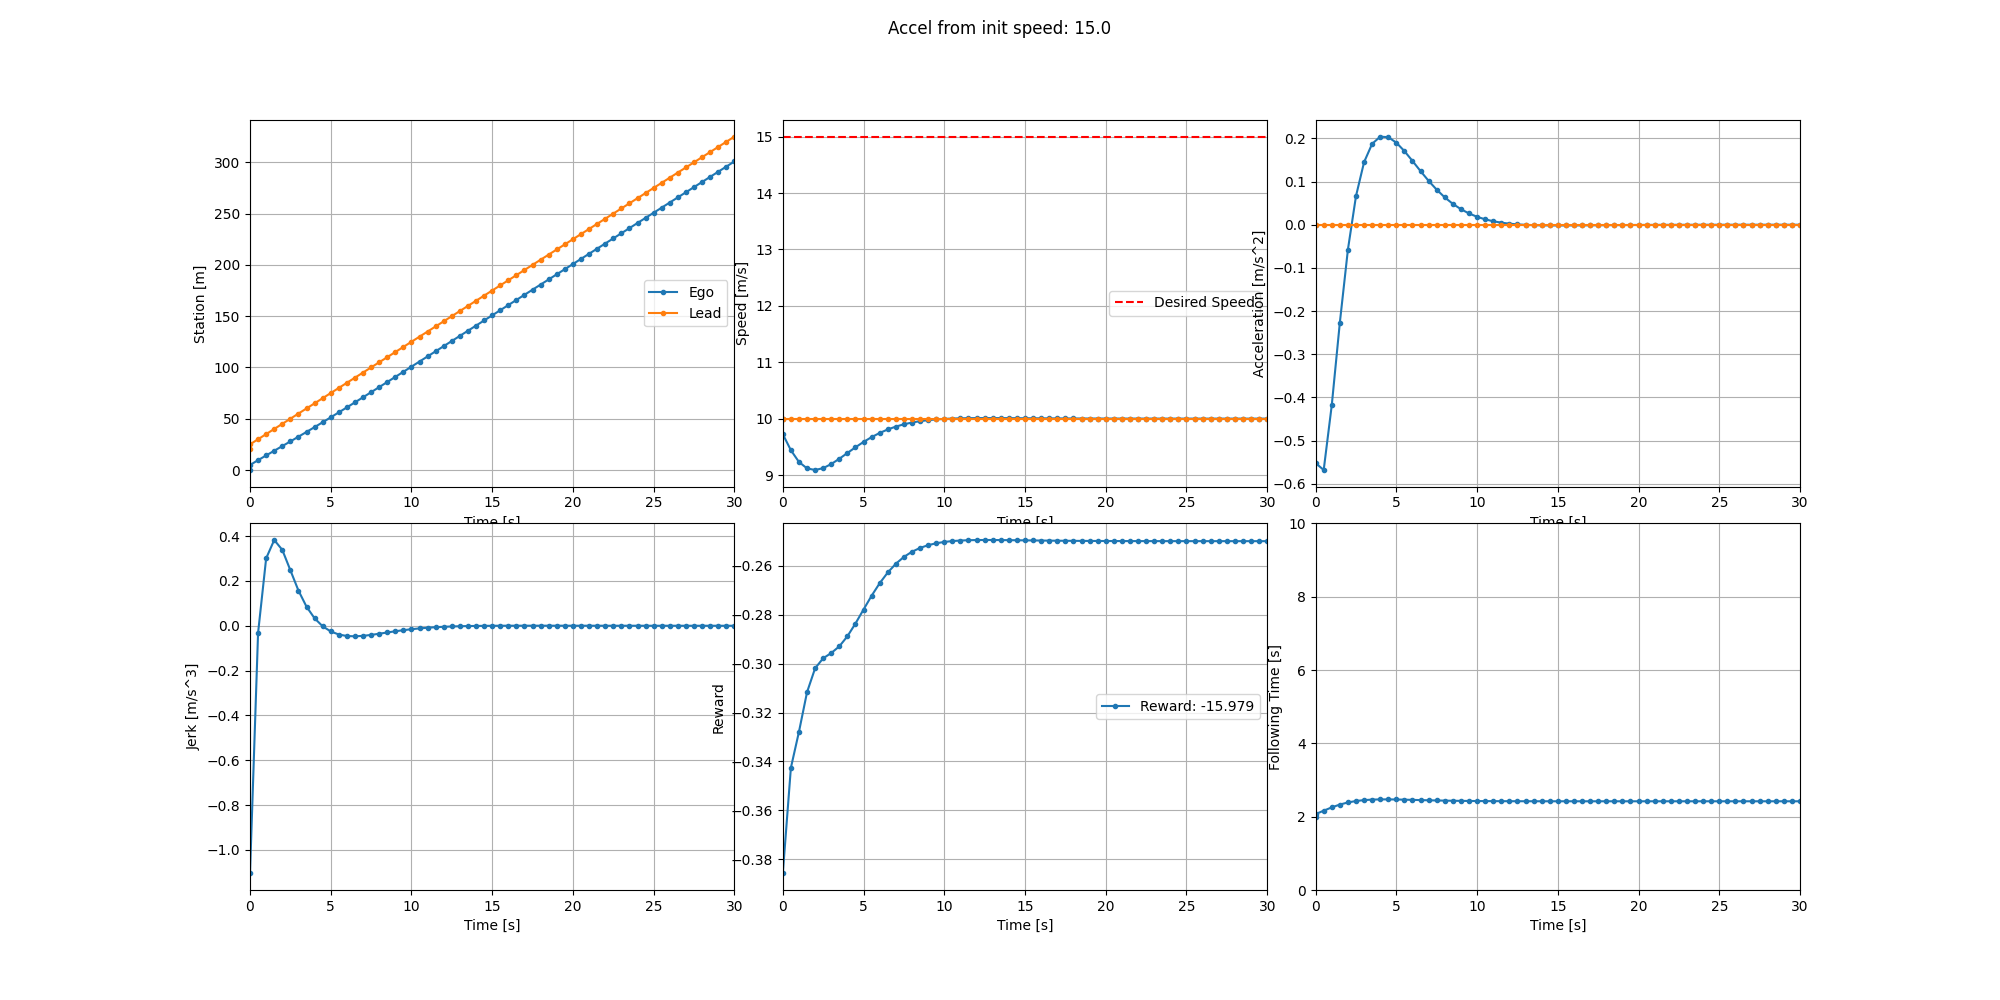 Accel from init speed: 15.0
Station [m]
300
250
200
150
100
50
0
0 5 10 15 20 25 30
Time [s]
Ego
Lead
Speed [m/s]
15
14
13
12
11
10
9
0 5 10 15 20 25 30
Time [s]
Desired Speed
Acceleration [m/s^2]
0.2
0.1
0.0
−0.1
−0.2
−0.3
−0.4
−0.5
−0.6
0 5 10 15 20 25 30
Time [s]
Jerk [m/s^3]
0.4
0.2
0.0
−0.2
−0.4
−0.6
−0.8
−1.0
0 5 10 15 20 25 30
Time [s]
Reward
−0.26
−0.28
−0.30
−0.32
−0.34
−0.36
−0.38
0 5 10 15 20 25 30
Time [s]
Reward: -15.979
Following Time [s]
10
8
6
4
2
0
0 5 10 15 20 25 30
Time [s]